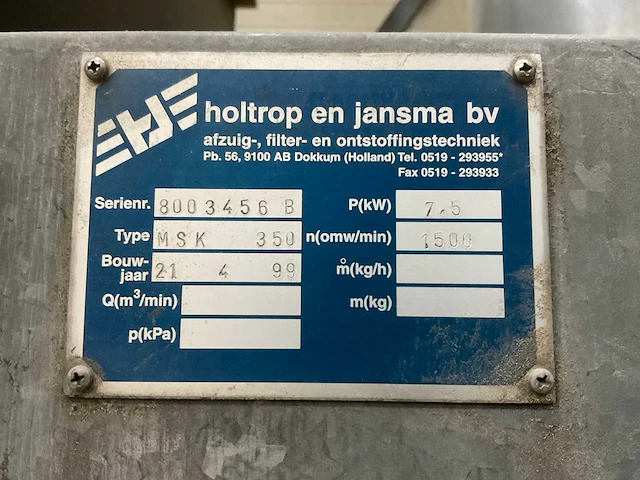 holtrop en jansma bv
afzuig-, filter- en ontstoffingstechniek
Pb. 56, 9100 AB Dokkum (Holland) Tel. 0519 - 293955*
Fax 0519 - 293933
Serienr. 8003456 B P(kW) 7,5
Type MSK 350 n(omw/min) 1500
Bouw-
jaar 21 4 99 m̊(kg/h)
Q(m³/min) m(kg)
p(kPa)